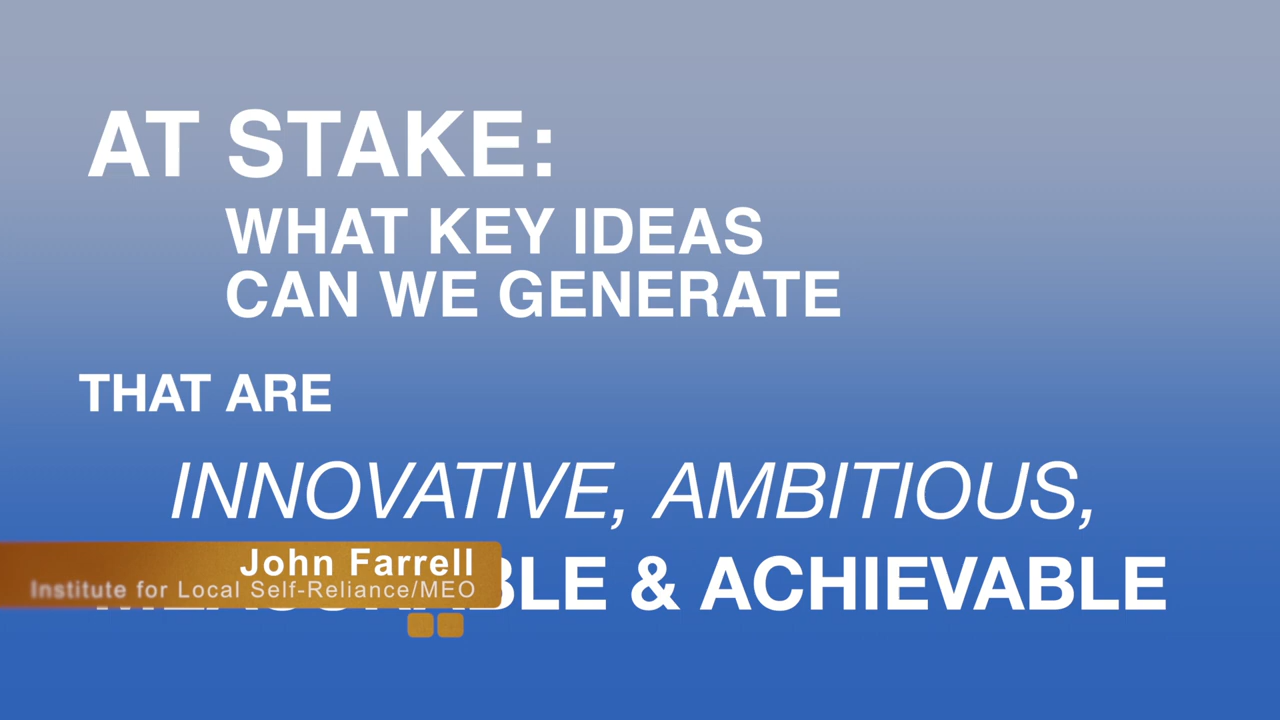 AT STAKE:
WHAT KEY IDEAS
CAN WE GENERATE
THAT ARE
INNOVATIVE, AMBITIOUS,
& ACHIEVABLE
John Farrell
Institute for Local Self-Reliance/MEO